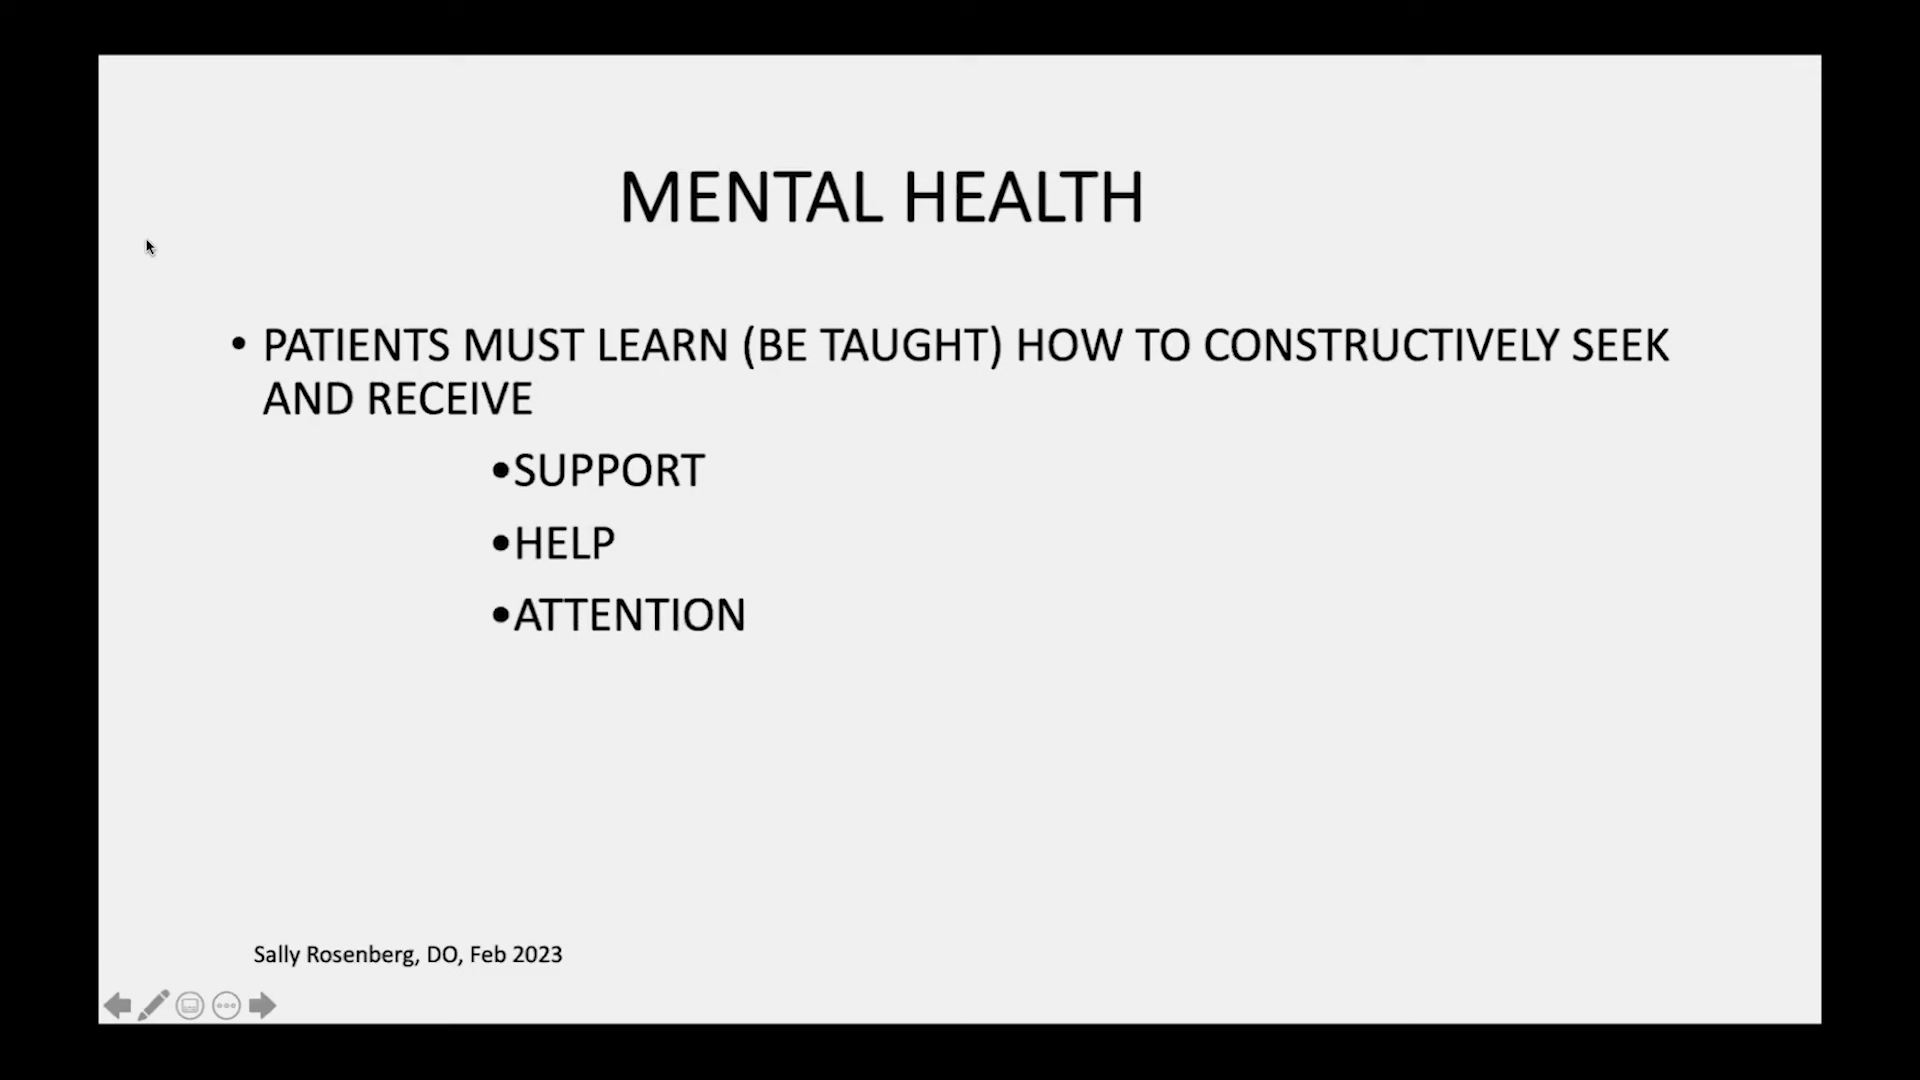 MENTAL HEALTH
• PATIENTS MUST LEARN (BE TAUGHT) HOW TO CONSTRUCTIVELY SEEK
AND RECEIVE
•SUPPORT
•HELP
•ATTENTION
Sally Rosenberg, DO, Feb 2023